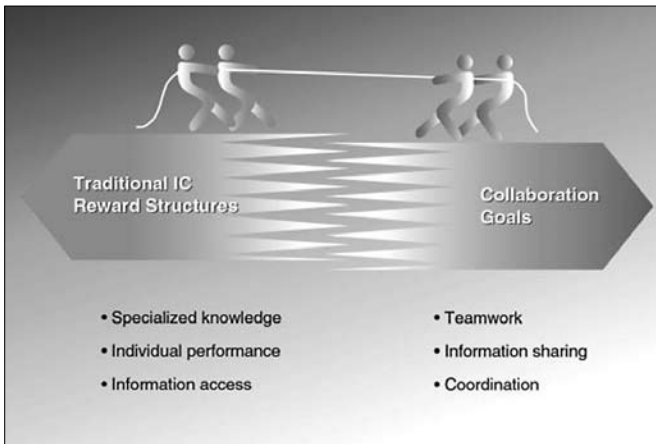 Traditional IC
Reward Structures
Collaboration
Goals
• Specialized knowledge
• Individual performance
• Information access
• Teamwork
• Information sharing
• Coordination